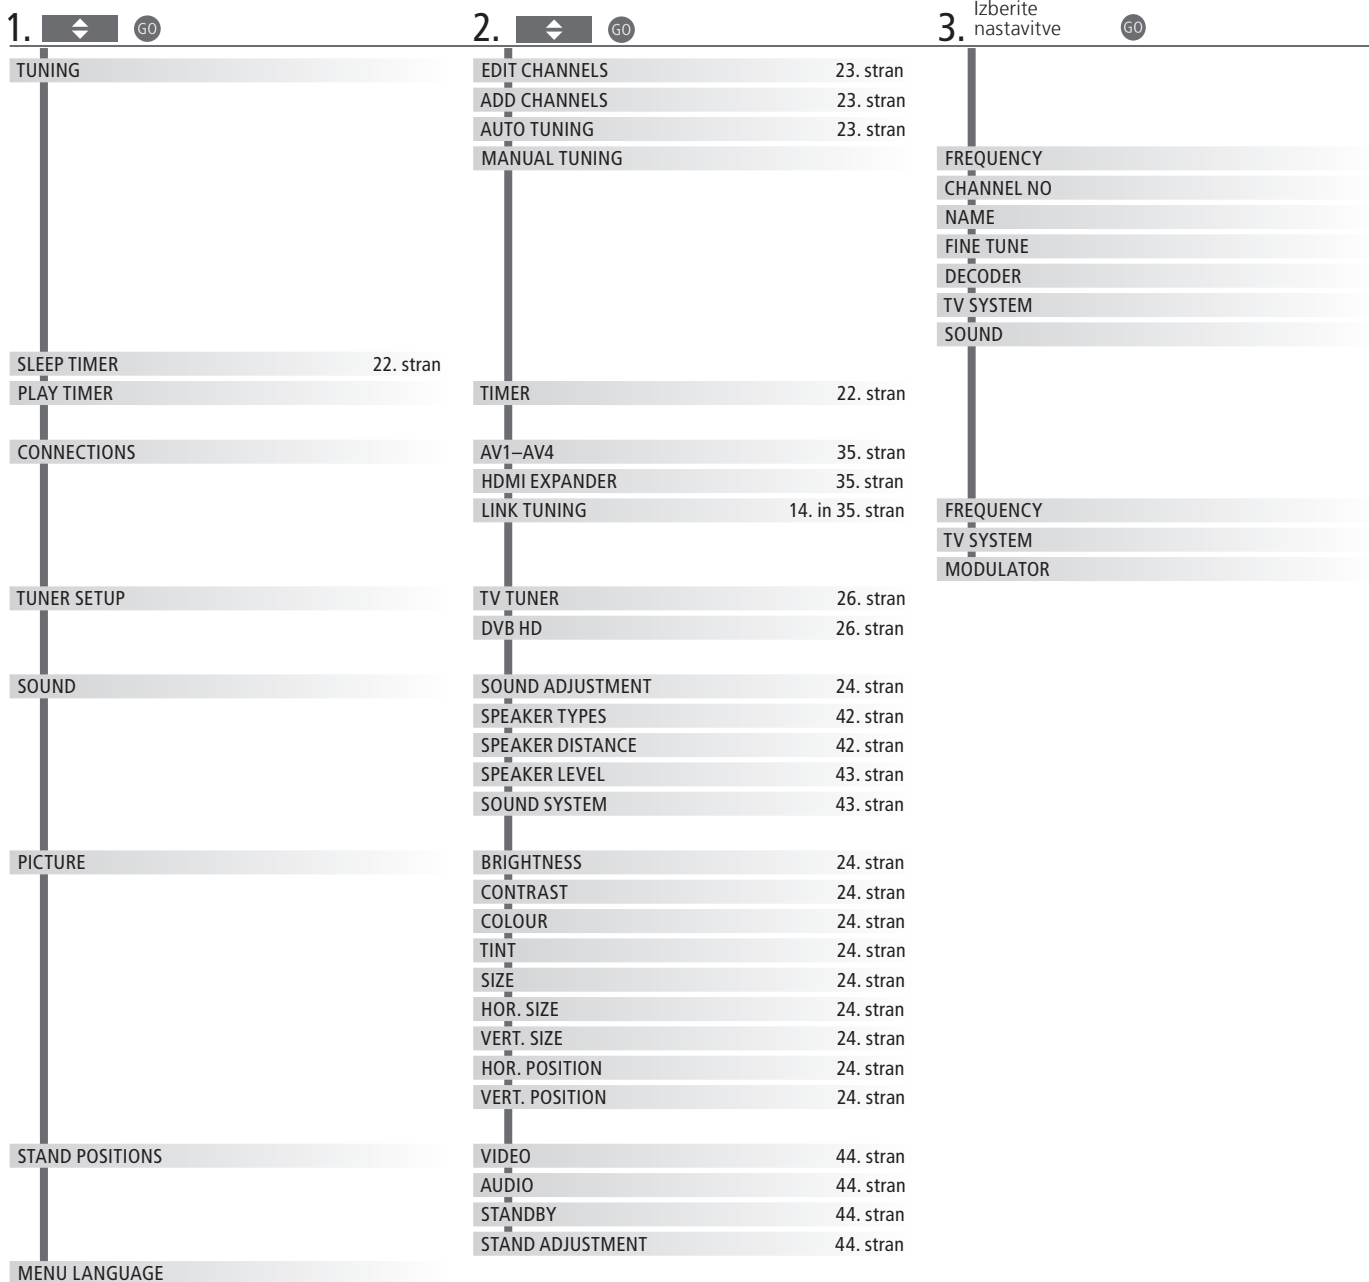 1. GO 2. GO 3. Izberite nastavitve GO
TUNING
EDIT CHANNELS 23. stran
ADD CHANNELS 23. stran
AUTO TUNING 23. stran
MANUAL TUNING
FREQUENCY
CHANNEL NO
NAME
FINE TUNE
DECODER
TV SYSTEM
SOUND
SLEEP TIMER 22. stran
PLAY TIMER
TIMER 22. stran
CONNECTIONS
AV1–AV4 35. stran
HDMI EXPANDER 35. stran
LINK TUNING 14. in 35. stran
FREQUENCY
TV SYSTEM
MODULATOR
TUNER SETUP
TV TUNER 26. stran
DVB HD 26. stran
SOUND
SOUND ADJUSTMENT 24. stran
SPEAKER TYPES 42. stran
SPEAKER DISTANCE 42. stran
SPEAKER LEVEL 43. stran
SOUND SYSTEM 43. stran
PICTURE
BRIGHTNESS 24. stran
CONTRAST 24. stran
COLOUR 24. stran
TINT 24. stran
SIZE 24. stran
HOR. SIZE 24. stran
VERT. SIZE 24. stran
HOR. POSITION 24. stran
VERT. POSITION 24. stran
STAND POSITIONS
VIDEO 44. stran
AUDIO 44. stran
STANDBY 44. stran
STAND ADJUSTMENT 44. stran
MENU LANGUAGE